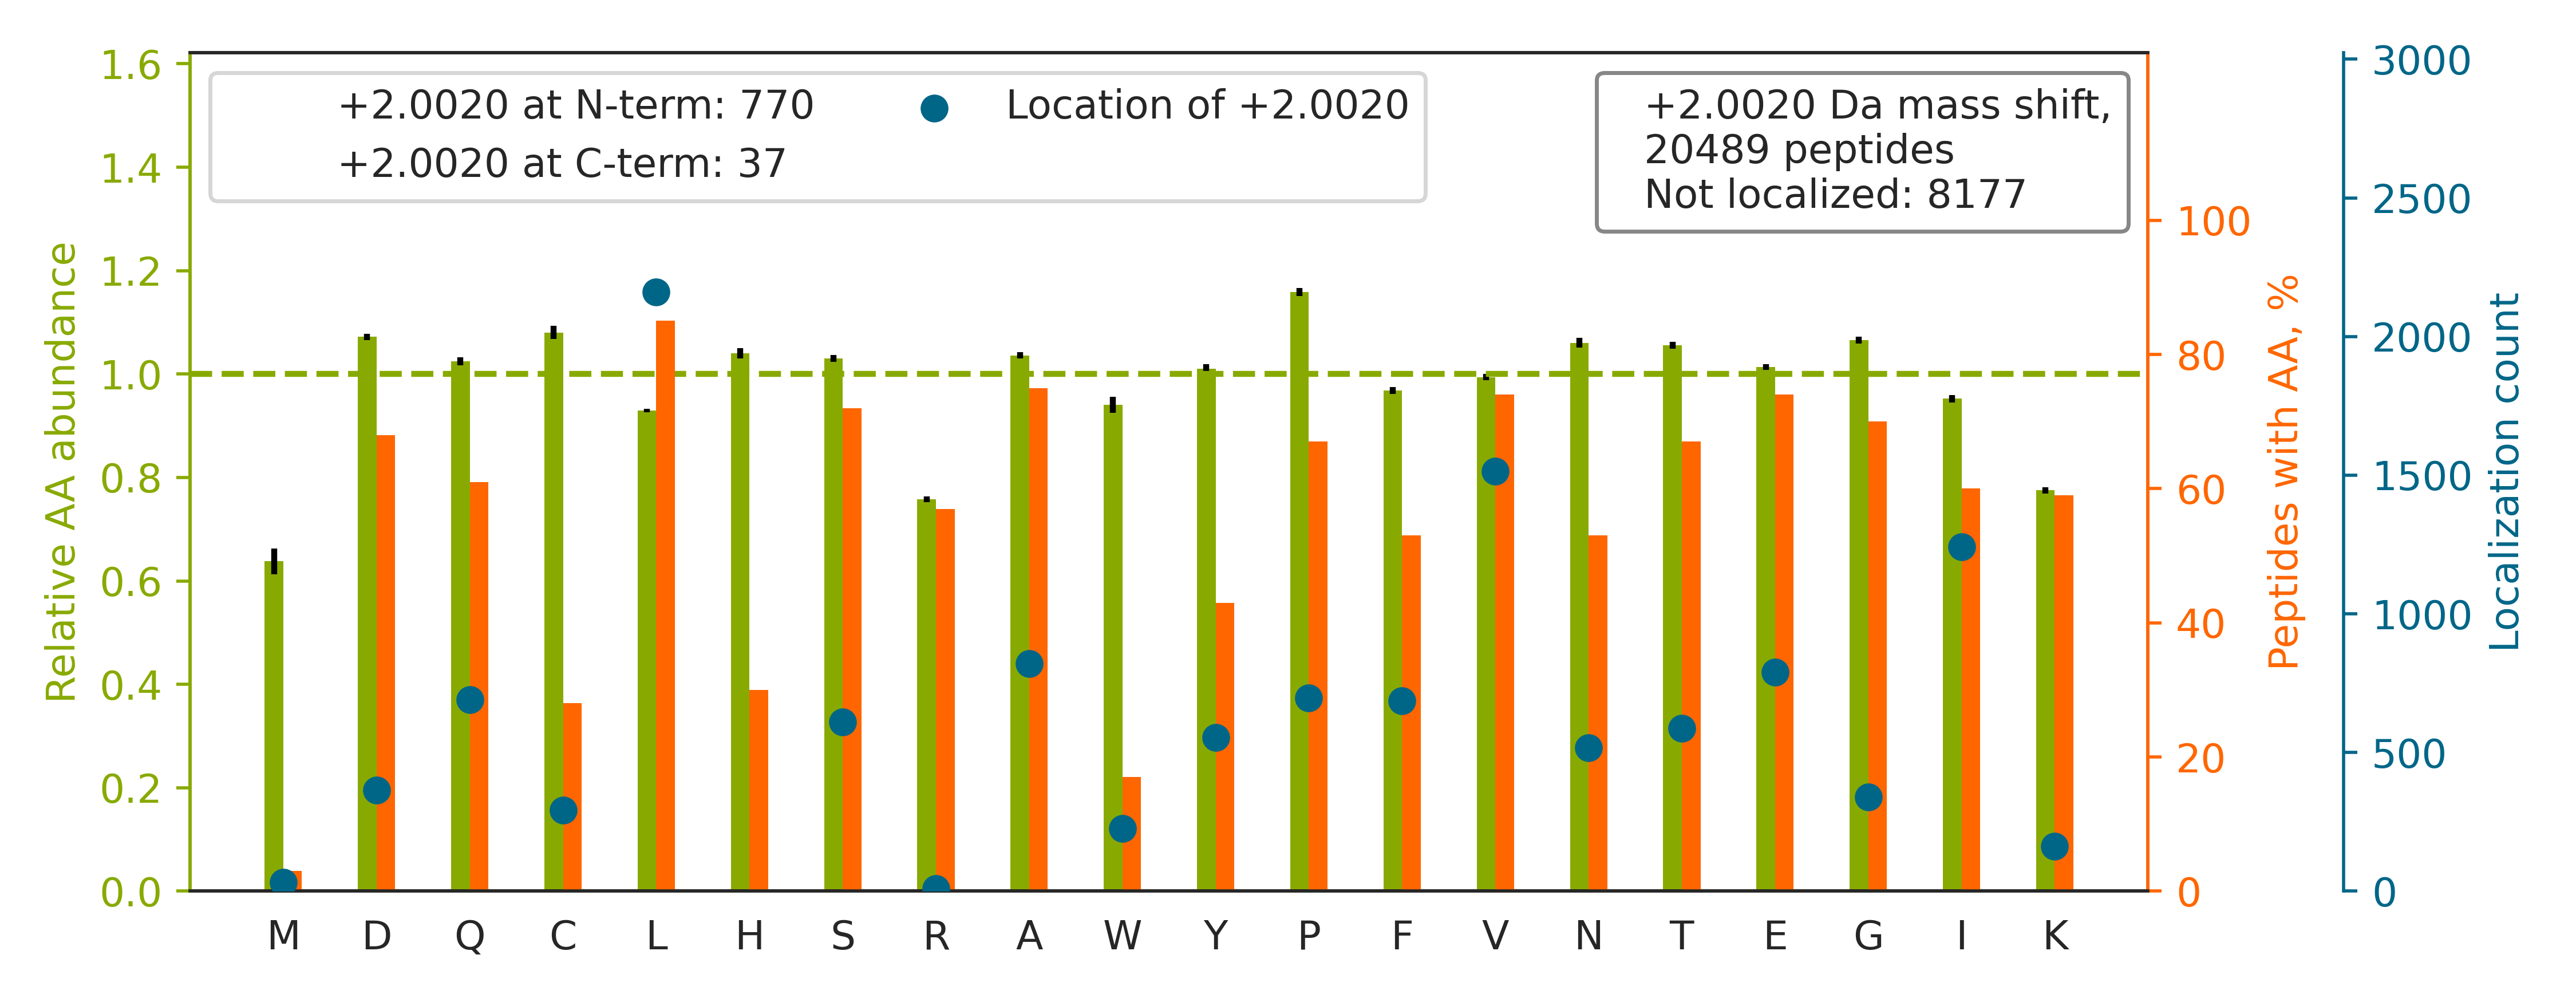 +2.0020 at N-term: 770
+2.0020 at C-term: 37
Location of +2.0020
+2.0020 Da mass shift,
20489 peptides
Not localized: 8177
Relative AA abundance
1.6
1.4
1.2
1.0
0.8
0.6
0.4
0.2
0.0
M D Q C L H S R A W Y P F V N T E G I K
100
80
60
40
20
0
Peptides with AA, %
3000
2500
2000
1500
1000
500
0
Localization count